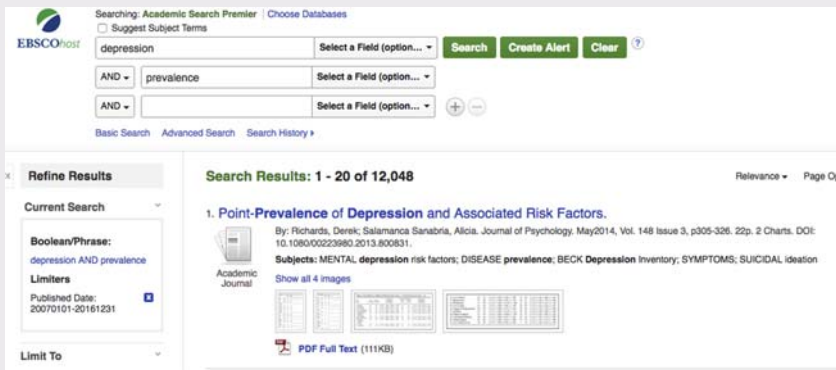 Searching: Academic Search Premier Choose Databases
Suggest Subject Terms
EBSCOhost
depression Select a Field (option... Search Create Alert Clear ?
AND prevalence Select a Field (option...
AND Select a Field (option...
Basic Search Advanced Search Search History
x Refine Results
Current Search
Boolean/Phrase:
depression AND prevalence
Limiters
Published Date:
20070101-20161231
Limit To
Search Results: 1 - 20 of 12,048
Relevance Page Op
1. Point-Prevalence of Depression and Associated Risk Factors.
By: Richards, Derek; Salamanca Sanabria, Alicia. Journal of Psychology. May2014, Vol. 148 Issue 3, p305-326. 22p. 2 Charts. DOI:
10.1080/00223980.2013.800831.
Subjects: MENTAL depression risk factors; DISEASE prevalence; BECK Depression Inventory; SYMPTOMS; SUICIDAL ideation
Academic
Journal
Show all 4 images
PDF Full Text (111KB)